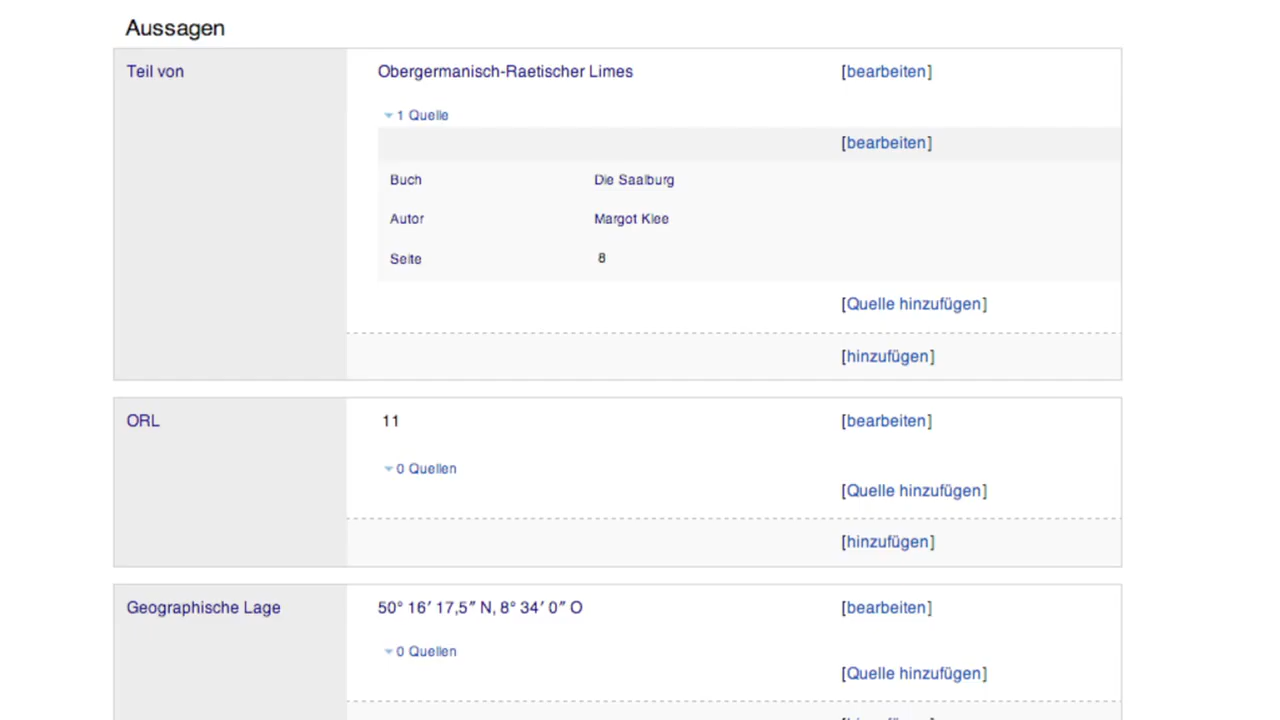 Aussagen
Teil von Obergermanisch-Raetischer Limes [bearbeiten]
1 Quelle
[bearbeiten]
Buch Die Saalburg
Autor Margot Klee
Seite 8
[Quelle hinzufügen]
[hinzufügen]
ORL 11 [bearbeiten]
0 Quellen
[Quelle hinzufügen]
[hinzufügen]
Geographische Lage 50° 16′ 17,5″ N, 8° 34′ 0″ O [bearbeiten]
0 Quellen
[Quelle hinzufügen]